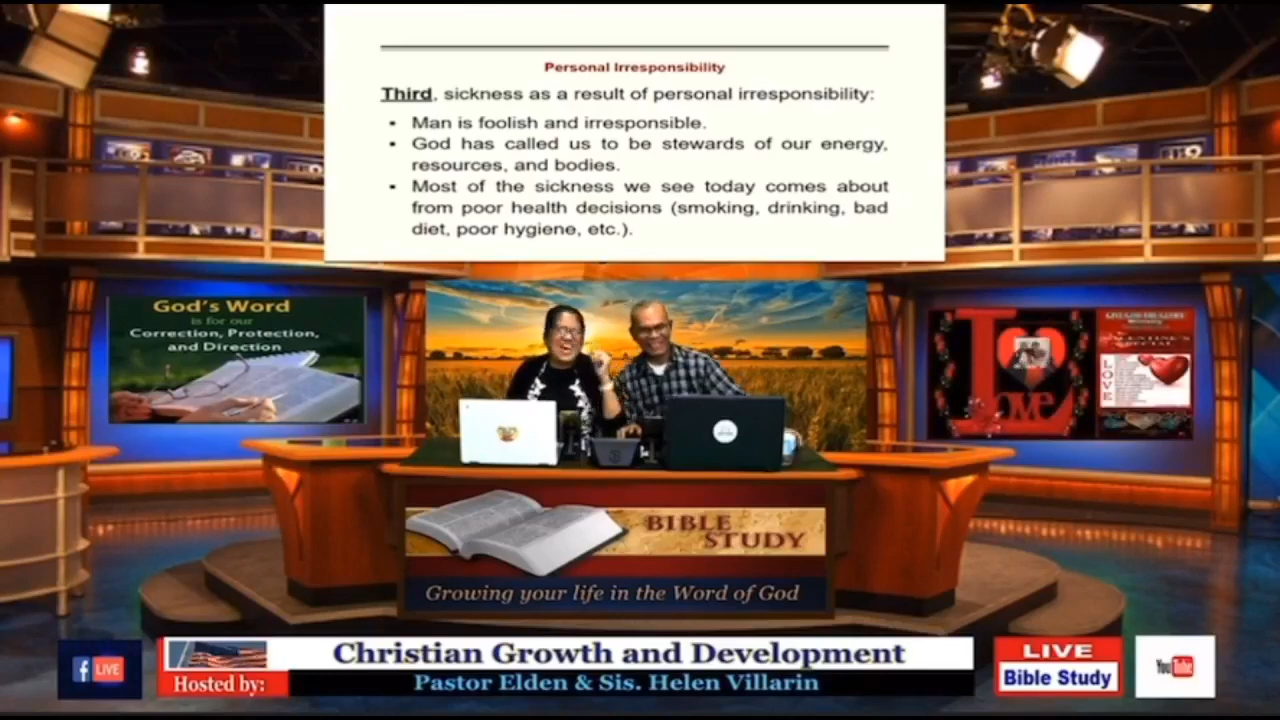 Personal Irresponsibility
Third, sickness as a result of personal irresponsibility:
• Man is foolish and irresponsible.
• God has called us to be stewards of our energy,
resources, and bodies.
• Most of the sickness we see today comes about
from poor health decisions (smoking, drinking, bad
diet, poor hygiene, etc.).
God's Word
is for our
Correction, Protection,
and Direction
Love
LOVE
BIBLE
STUDY
Growing your life in the Word of God
LIVE
Christian Growth and Development
Hosted by:
Pastor Elden & Sis. Helen Villarin
LIVE
Bible Study
YouTube